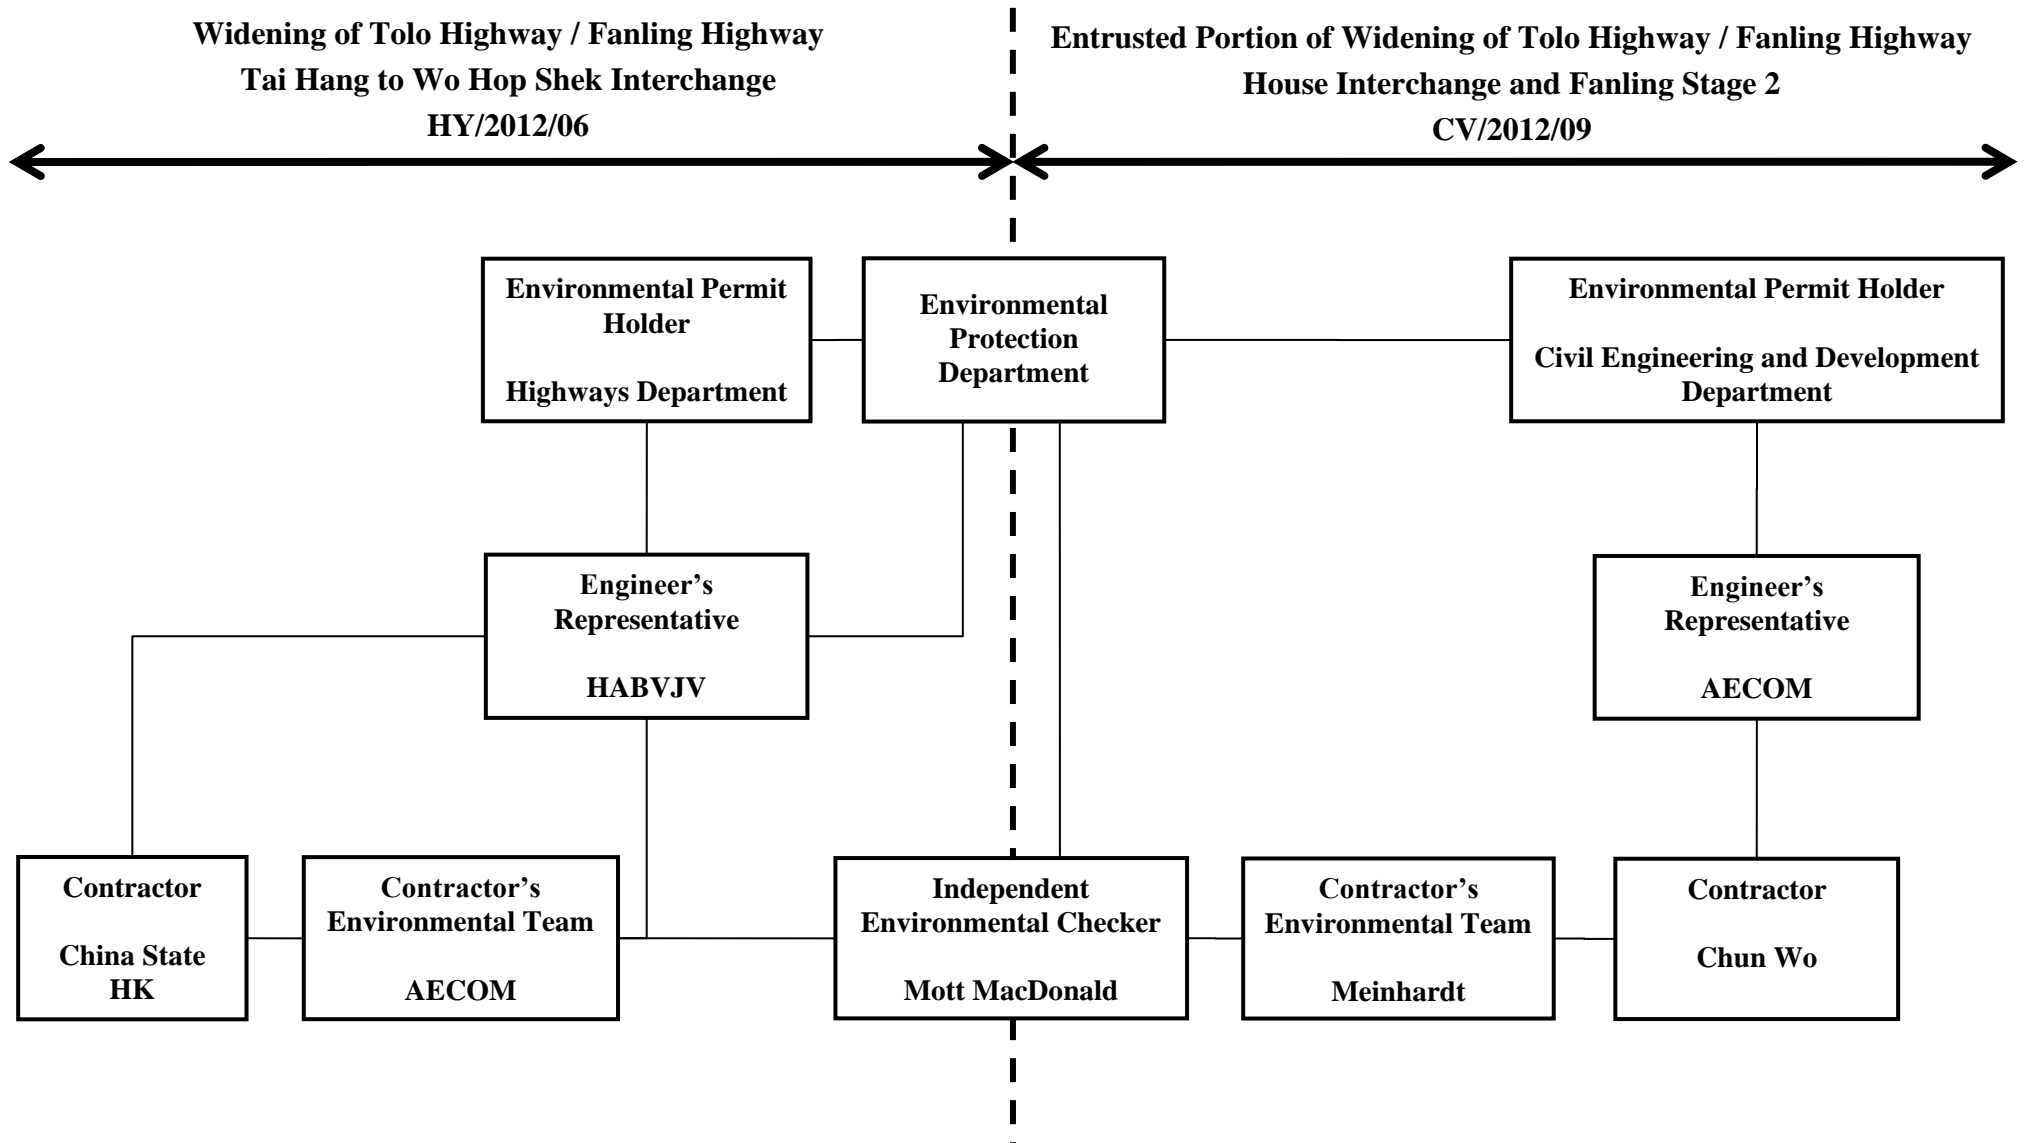 Widening of Tolo Highway / Fanling Highway
Tai Hang to Wo Hop Shek Interchange
HY/2012/06
Entrusted Portion of Widening of Tolo Highway / Fanling Highway
House Interchange and Fanling Stage 2
CV/2012/09
Environmental Permit
Holder
Highways Department
Environmental
Protection
Department
Environmental Permit Holder
Civil Engineering and Development
Department
Engineer’s
Representative
HABVJV
Engineer’s
Representative
AECOM
Contractor
China State
HK
Contractor’s
Environmental Team
AECOM
Independent
Environmental Checker
Mott MacDonald
Contractor’s
Environmental Team
Meinhardt
Contractor
Chun Wo